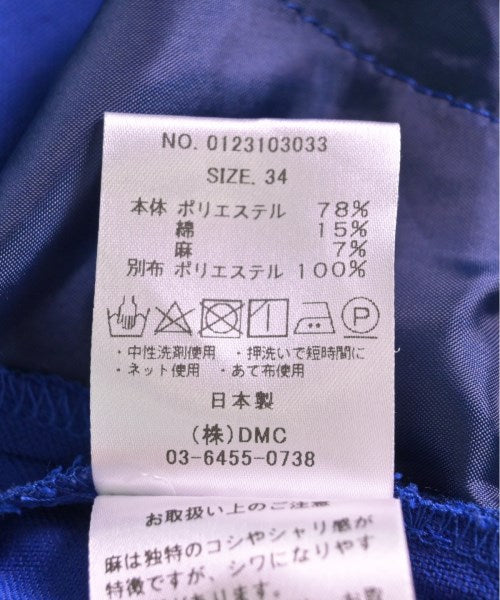 NO. 0123103033
SIZE. 34
本体 ポリエステル 78%
綿 15%
麻 7%
別布 ポリエステル 100%
P
・中性洗剤使用 ・押洗いで短時間に
・ネット使用 ・あて布使用
日本製
(株)DMC
03-6455-0738
お取扱い上のご注意
麻は独特のコシやシャリ感が
特徴ですが、シワになりやす